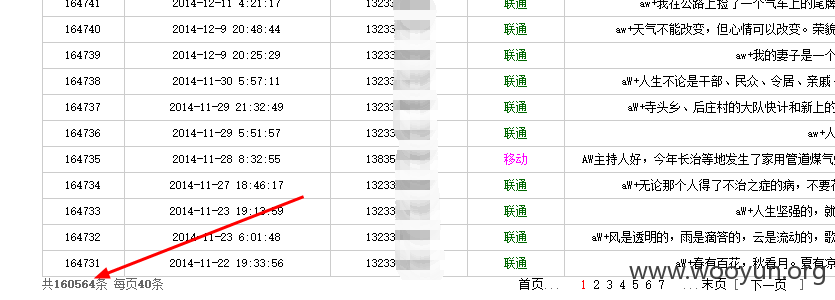 164741 2014-12-11 4:21:17 13233 联通 aw+我在公路上捡了一个气车上的尾牌
164740 2014-12-9 20:48:44 13233 联通 aw+天气不能改变，但心情可以改变。荣貌
164739 2014-12-9 20:25:29 13233 联通 aw+我的妻子是一个
164738 2014-11-30 5:57:11 13233 联通 aW+人生不论是干部、民众、令居、亲戚
164737 2014-11-29 21:32:49 13233 联通 aW+寺头乡、后庄村的大队快计和新上的
164736 2014-11-29 5:51:57 13233 联通 aw+人
164735 2014-11-28 8:32:55 13835 移动 AW主持人好，今年长治等地发生了家用管道煤气
164734 2014-11-27 18:46:17 13233 联通 aW+无论那个人得了不治之症的病，不要
164733 2014-11-23 19:13:59 13233 联通 aW+人生坚强的，就
164732 2014-11-23 6:01:48 13233 联通 aW+风是透明的，雨是滴答的，云是流动的，歌
164731 2014-11-22 19:33:56 13233 联通 aW+春有百花，秋香月。夏有凉
共160564条 每页40条 首页... 1 2 3 4 5 6 7 ...末页 [ 下一页 ]
www.wooyun.org